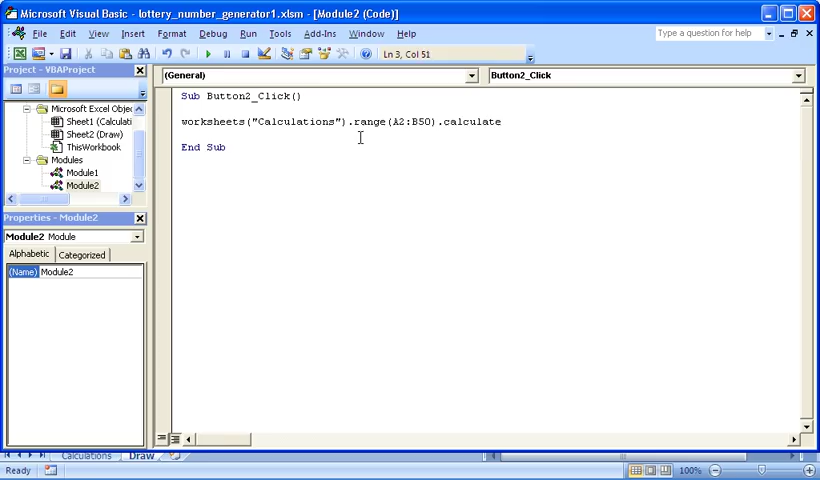 Microsoft Visual Basic - lottery_number_generator1.xlsm - [Module2 (Code)]
File Edit View Insert Format Debug Run Tools Add-Ins Window Help Type a question for help
Ln 3, Col 51
Project - VBAProject
(General) Button2_Click
Microsoft Excel Objec
Sheet1 (Calculati
Sheet2 (Draw)
ThisWorkbook
Modules
Module1
Module2
Sub Button2_Click()
worksheets("Calculations").range(A2:B50).calculate
End Sub
Properties - Module2
Module2 Module
Alphabetic Categorized
(Name) Module2
Calculations Draw
Ready 100%